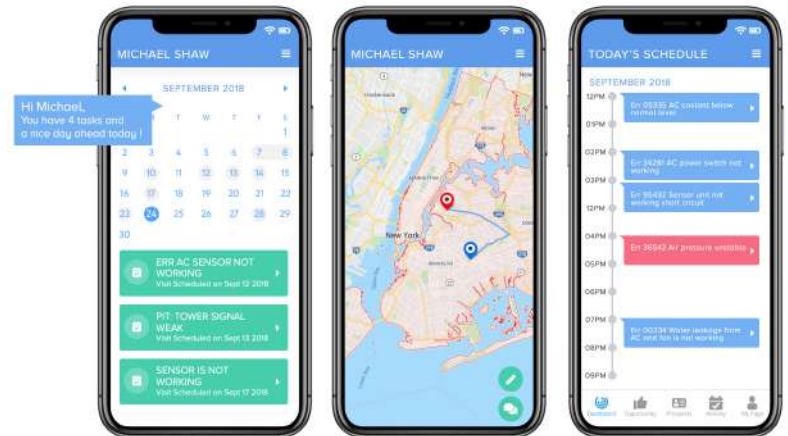 MICHAEL SHAW
SEPTEMBER 2018
Hi Michael,
You have 4 tasks and
a nice day ahead today !
T W T F S
1
2 3 4 5 6 7 8
9 10 11 12 13 14 15
16 17 18 19 20 21 22
23 24 25 26 27 28 29
30
ERR AC SENSOR NOT
WORKING
Visit Scheduled on Sept 12 2018
PIT: TOWER SIGNAL
WEAK
Visit Scheduled on Sept 13 2018
SENSOR IS NOT
WORKING
Visit Scheduled on Sept 17 2018
MICHAEL SHAW
New York
TODAY'S SCHEDULE
SEPTEMBER 2018
12PM
Err 05335 AC coolant below
normal level
01PM
02PM
Err 34281 AC power switch not
working
03PM
Err 95432 Sensor unit not
working short circuit
12PM
04PM
Err 36642 Air pressure unstable
05PM
06PM
07PM
Err 00334 Water leakage from
AC and fan is not working
08PM
09PM
Dashboard Opportunity Prospects Activity My Page